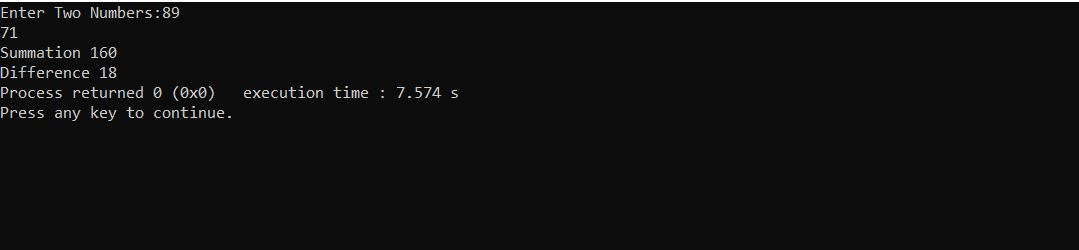 Enter Two Numbers:89
71
Summation 160
Difference 18
Process returned 0 (0x0)   execution time : 7.574 s
Press any key to continue.